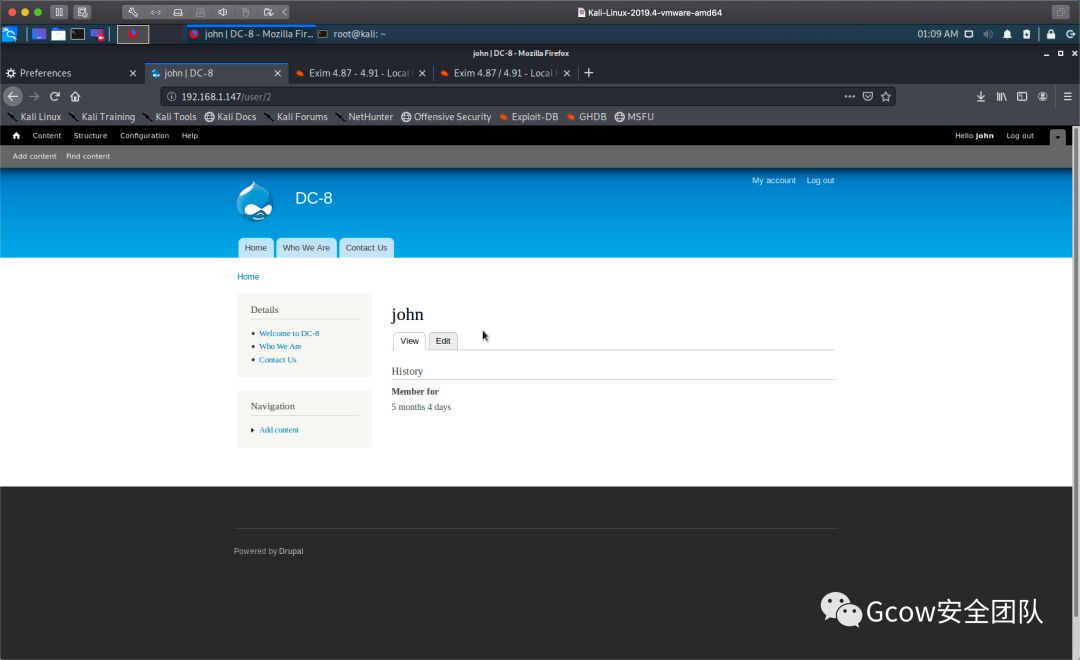 Kali-Linux-2019.4-vmware-amd64
john | DC-8 - Mozilla Fir... root@kali: ~ 01:09 AM
john | DC-8 - Mozilla Firefox
Preferences john | DC-8 Exim 4.87 - 4.91 - Local Exim 4.87 / 4.91 - Local
192.168.1.147/user/2
Kali Linux Kali Training Kali Tools Kali Docs Kali Forums NetHunter Offensive Security Exploit-DB GHDB MSFU
Content Structure Configuration Help Hello john Log out
Add content Find content
My account Log out
DC-8
Home Who We Are Contact Us
Home
Details
Welcome to DC-8
Who We Are
Contact Us
Navigation
Add content
john
View Edit
History
Member for
5 months 4 days
Powered by Drupal
Gcow安全团队